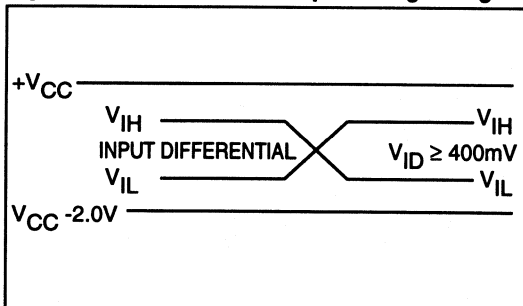 +VCC
VIH VIH
INPUT DIFFERENTIAL VID ≥ 400mV
VIL VIL
VCC -2.0V